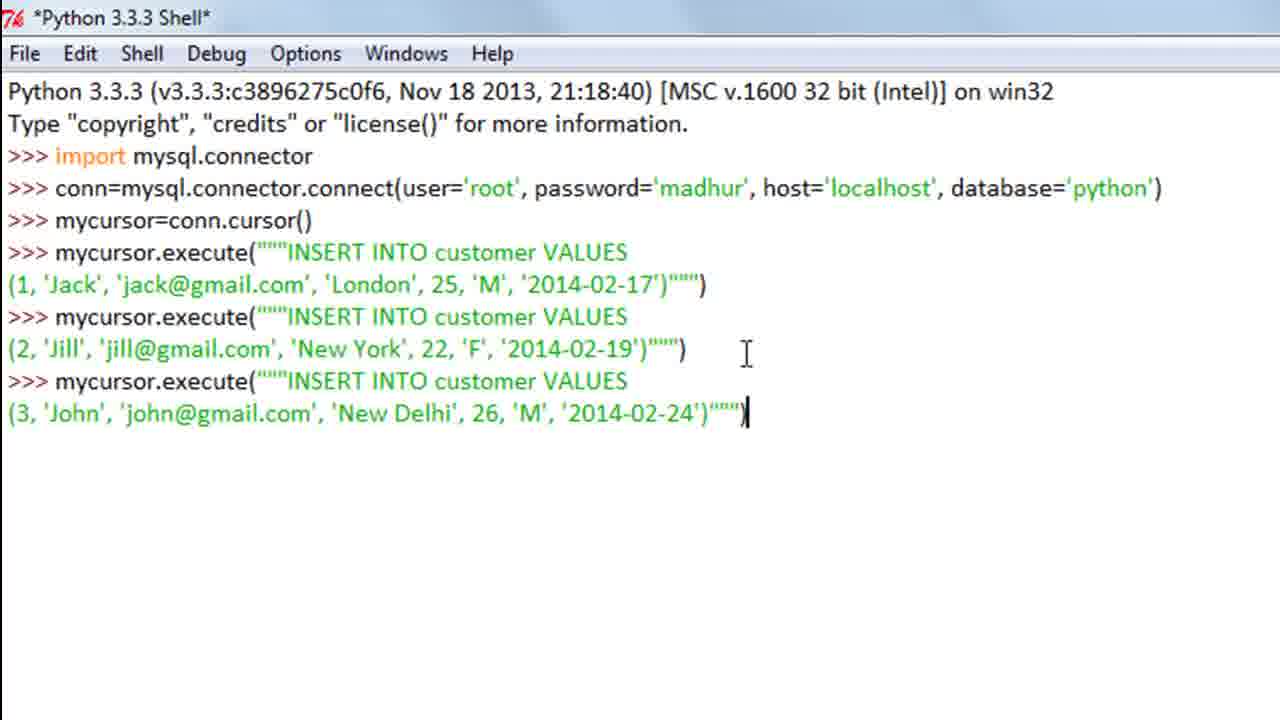 *Python 3.3.3 Shell*
File Edit Shell Debug Options Windows Help
Python 3.3.3 (v3.3.3:c3896275c0f6, Nov 18 2013, 21:18:40) [MSC v.1600 32 bit (Intel)] on win32
Type "copyright", "credits" or "license()" for more information.
>>> import mysql.connector
>>> conn=mysql.connector.connect(user='root', password='madhur', host='localhost', database='python')
>>> mycursor=conn.cursor()
>>> mycursor.execute("""INSERT INTO customer VALUES
(1, 'Jack', 'jack@gmail.com', 'London', 25, 'M', '2014-02-17')""")
>>> mycursor.execute("""INSERT INTO customer VALUES
(2, 'Jill', 'jill@gmail.com', 'New York', 22, 'F', '2014-02-19')""")
>>> mycursor.execute("""INSERT INTO customer VALUES
(3, 'John', 'john@gmail.com', 'New Delhi', 26, 'M', '2014-02-24')""")